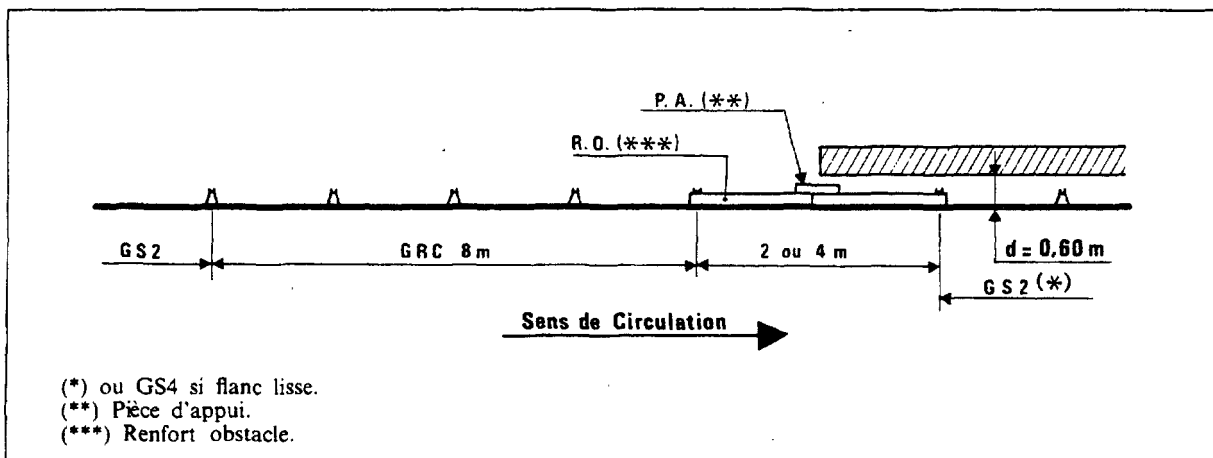 P.A. (**)
R.O. (***)
GS2
GRC 8m
2 ou 4 m
d = 0,60 m
GS2 (*)
Sens de Circulation
(*) ou GS4 si flanc lisse.
(**) Pièce d'appui.
(***) Renfort obstacle.